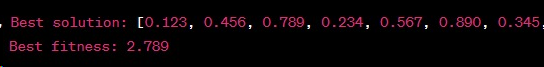 , Best solution: [0.123, 0.456, 0.789, 0.234, 0.567, 0.890, 0.345,
Best fitness: 2.789